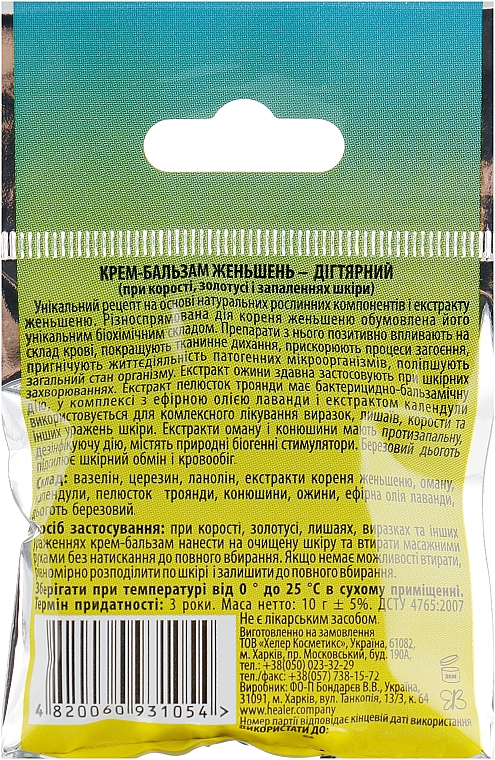 КРЕМ-БАЛЬЗАМ ЖЕНЬШЕНЬ – ДІГТЯРНИЙ
(при корості, золотусі і запаленнях шкіри)
Унікальний рецепт на основі натуральних рослинних компонентів і екстракту
женьшеню. Різноспрямована дія кореня женьшеню обумовлена його
унікальним біохімічним складом. Препарати з нього позитивно впливають на
склад крові, покращують тканинне дихання, прискорюють процеси загоєння,
пригнічують життєдіяльність патогенних мікроорганізмів, поліпшують
загальний стан організму. Екстракт ожини здавна застосовують при шкірних
захворюваннях. Екстракт пелюсток троянди має бактерицидно-бальзамічну
дію. У комплексі з ефірною олією лаванди і екстрактом календули
використовується для комлексного лікування виразок, лишаїв, корости та
інших уражень шкіри. Екстракти оману і конюшини мають протизапальну,
дезінфікуючу дію, містять природні біогенні стимулятори. Березовий дьоготь
підсилює шкірний обмін і кровообіг.
Склад: вазелін, церезин, ланолін, екстракти кореня женьшеню, оману,
календули, пелюсток троянди, конюшини, ожини, ефірна олія лаванди,
дьоготь березовий.
посіб застосування: при корості, золотусі, лишаях, виразках та інших
раженнях крем-бальзам нанести на очищену шкіру та втирати масажними
рухами без натискання до повного вбирання. Якщо немає можливості втирати,
рівномірно розподілити по шкірі і залишити до повного вбирання.
Зберігати при температурі від 0 ° до 25 °С в сухому приміщенні.
Термін придатності: 3 роки. Маса нетто: 10 г ± 5%. ДСТУ 4765:2007
Не є лікарським засобом.
Виготовлено на замовлення
ТОВ «Хелер Косметикс», Україна, 61082,
м. Харків, пр. Московський, буд. 190А.
тел.: +38(050) 023-32-29
тел./факс: +38(057) 738-15-72
Виробник: ФО-П Бондарєв В.В., Україна,
31091, м. Харків, вул. Танкопія, 13/3, к. 64
www.healer.company
Номер партії відповідає кінцевій даті використання
Використати до:
36М
4 820060 931054 >